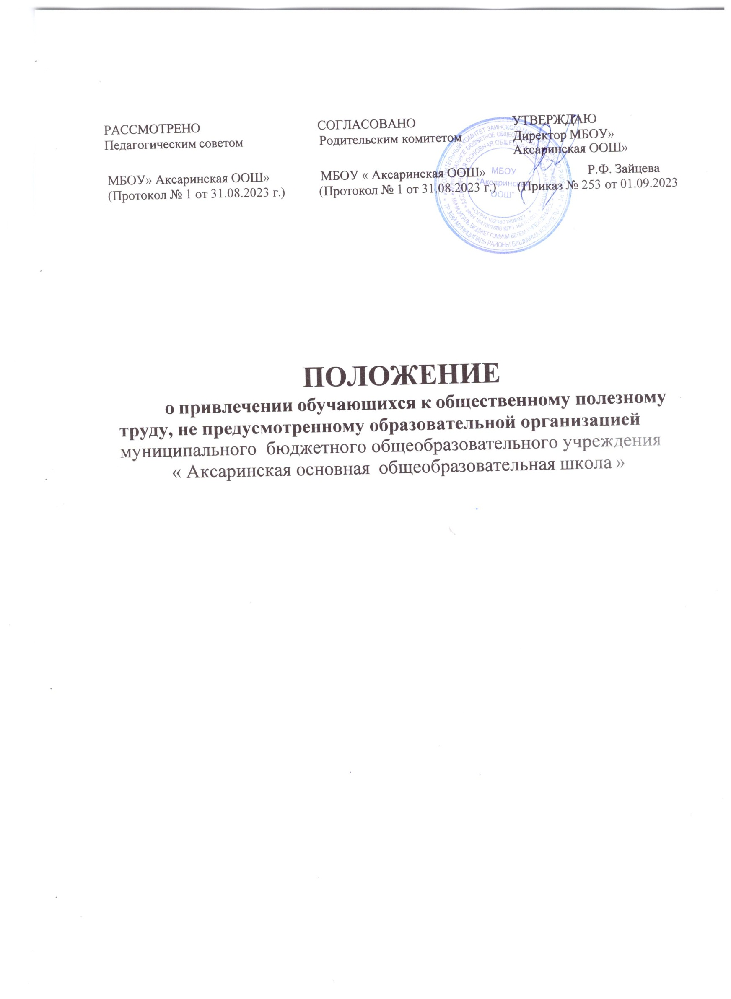 РАССМОТРЕНО
Педагогическим советом
МБОУ» Аксаринская ООШ»
(Протокол № 1 от 31.08.2023 г.)
СОГЛАСОВАНО
Родительским комитетом
МБОУ « Аксаринская ООШ»
(Протокол № 1 от 31.08.2023 г.)
УТВЕРЖДАЮ
Директор МБОУ»
Аксаринская ООШ»
Р.Ф. Зайцева
(Приказ № 253 от 01.09.2023
МБОУ
"Аксаринская
ООШ"
ПОЛОЖЕНИЕ
о привлечении обучающихся к общественному полезному
труду, не предусмотренному образовательной организацией
муниципального бюджетного общеобразовательного учреждения
« Аксаринская основная общеобразовательная школа »